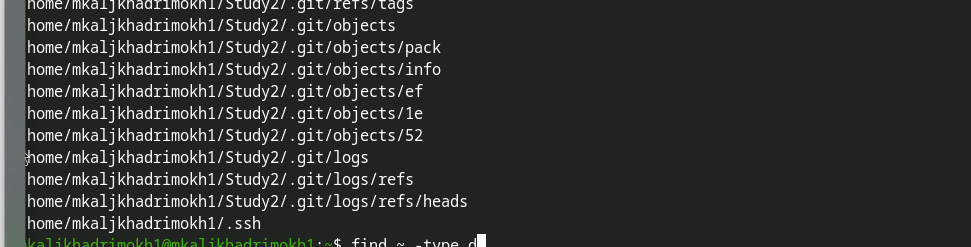 home/mkaljkhadrimokh1/Study2/.git/refs/tags
home/mkaljkhadrimokh1/Study2/.git/objects
home/mkaljkhadrimokh1/Study2/.git/objects/pack
home/mkaljkhadrimokh1/Study2/.git/objects/info
home/mkaljkhadrimokh1/Study2/.git/objects/ef
home/mkaljkhadrimokh1/Study2/.git/objects/1e
home/mkaljkhadrimokh1/Study2/.git/objects/52
home/mkaljkhadrimokh1/Study2/.git/logs
home/mkaljkhadrimokh1/Study2/.git/logs/refs
home/mkaljkhadrimokh1/Study2/.git/logs/refs/heads
home/mkaljkhadrimokh1/.ssh
kaljkhadrimokh1@mkaljkhadrimokh1:~$ find ~ -type d